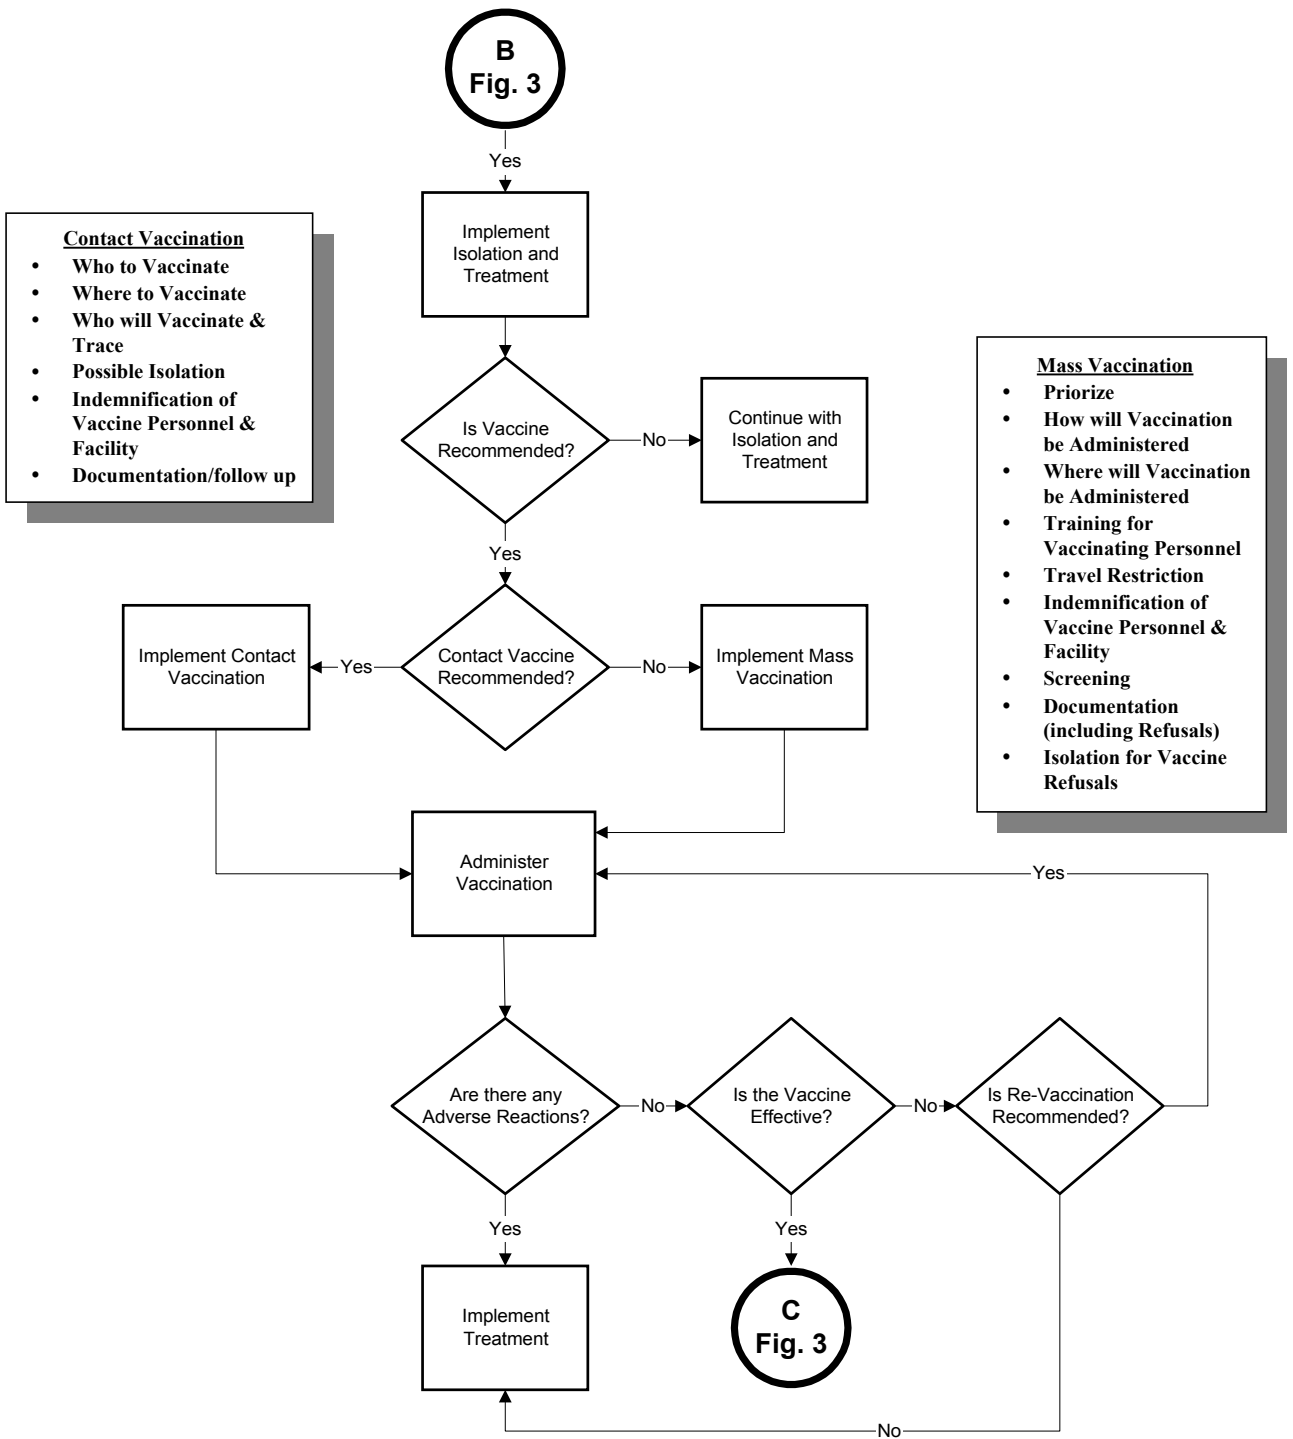 B
Fig. 3
Yes
Implement
Isolation and
Treatment
Contact Vaccination
• Who to Vaccinate
• Where to Vaccinate
• Who will Vaccinate &
Trace
• Possible Isolation
• Indemnification of
Vaccine Personnel &
Facility
• Documentation/follow up
Is Vaccine
Recommended?
No
Continue with
Isolation and
Treatment
Mass Vaccination
• Priorize
• How will Vaccination
be Administered
• Where will Vaccination
be Administered
• Training for
Vaccinating Personnel
• Travel Restriction
• Indemnification of
Vaccine Personnel &
Facility
• Screening
• Documentation
(including Refusals)
• Isolation for Vaccine
Refusals
Yes
Implement Contact
Vaccination
Yes
Contact Vaccine
Recommended?
No
Implement Mass
Vaccination
Administer
Vaccination
Yes
Are there any
Adverse Reactions?
No
Is the Vaccine
Effective?
No
Is Re-Vaccination
Recommended?
Yes
Yes
Implement
Treatment
C
Fig. 3
No